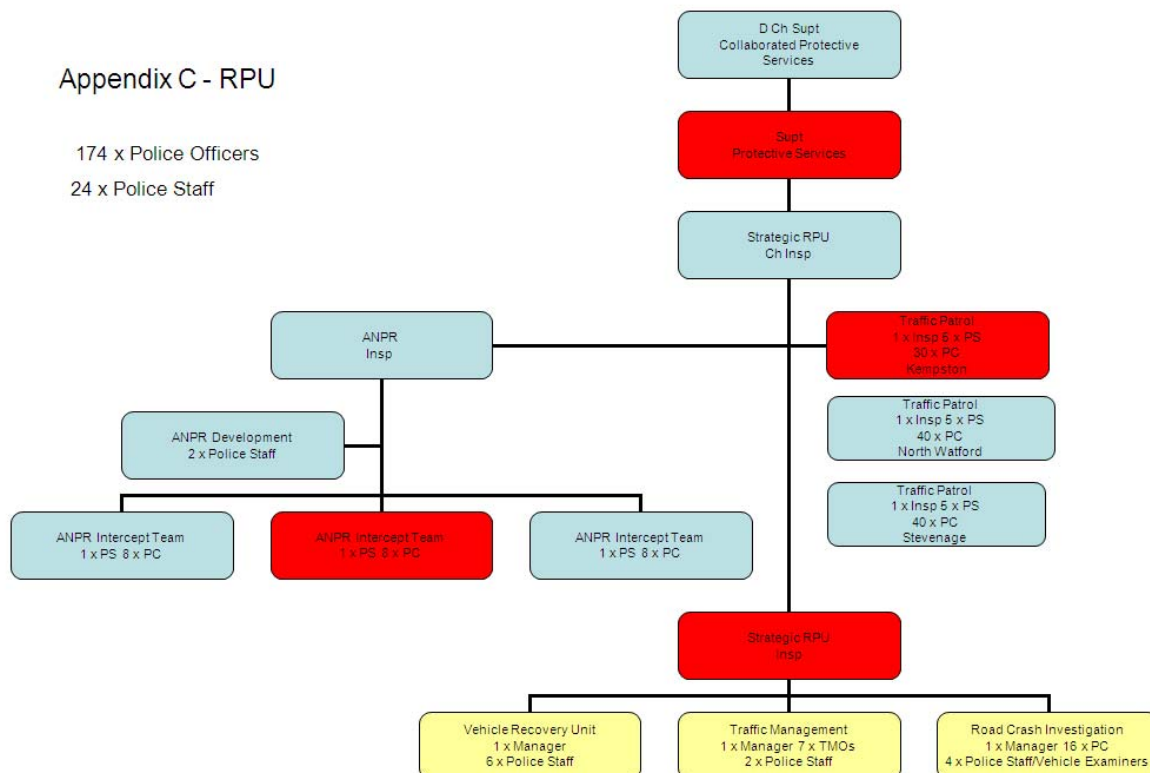 Appendix C - RPU
174 x Police Officers
24 x Police Staff
D Ch Supt
Collaborated Protective
Services
Supt
Protective Services
Strategic RPU
Ch Insp
ANPR
Insp
Traffic Patrol
1 x Insp 5 x PS
30 x PC
Kempston
Traffic Patrol
1 x Insp 5 x PS
40 x PC
North Watford
Traffic Patrol
1 x Insp 5 x PS
40 x PC
Stevenage
ANPR Development
2 x Police Staff
ANPR Intercept Team
1 x PS 8 x PC
ANPR Intercept Team
1 x PS 8 x PC
ANPR Intercept Team
1 x PS 8 x PC
Strategic RPU
Insp
Vehicle Recovery Unit
1 x Manager
6 x Police Staff
Traffic Management
1 x Manager 7 x TMOs
2 x Police Staff
Road Crash Investigation
1 x Manager 16 x PC
4 x Police Staff/Vehicle Examiners